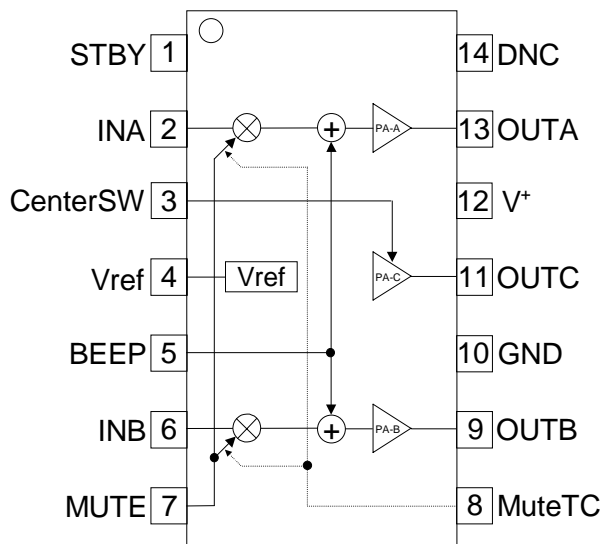 STBY 1 14 DNC
INA 2 PA-A 13 OUTA
CenterSW 3 12 V+
Vref 4 Vref PA-C 11 OUTC
BEEP 5 10 GND
INB 6 PA-B 9 OUTB
MUTE 7 8 MuteTC